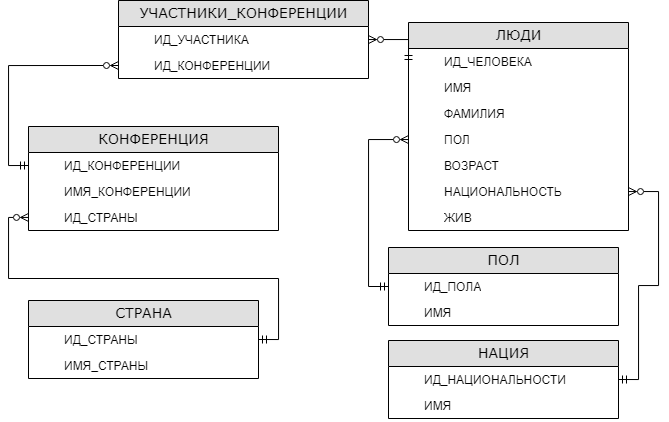 УЧАСТНИКИ_КОНФЕРЕНЦИИ
ИД_УЧАСТНИКА
ИД_КОНФЕРЕНЦИИ
ЛЮДИ
ИД_ЧЕЛОВЕКА
ИМЯ
ФАМИЛИЯ
ПОЛ
ВОЗРАСТ
НАЦИОНАЛЬНОСТЬ
ЖИВ
КОНФЕРЕНЦИЯ
ИД_КОНФЕРЕНЦИИ
ИМЯ_КОНФЕРЕНЦИИ
ИД_СТРАНЫ
ПОЛ
ИД_ПОЛА
ИМЯ
СТРАНА
ИД_СТРАНЫ
ИМЯ_СТРАНЫ
НАЦИЯ
ИД_НАЦИОНАЛЬНОСТИ
ИМЯ